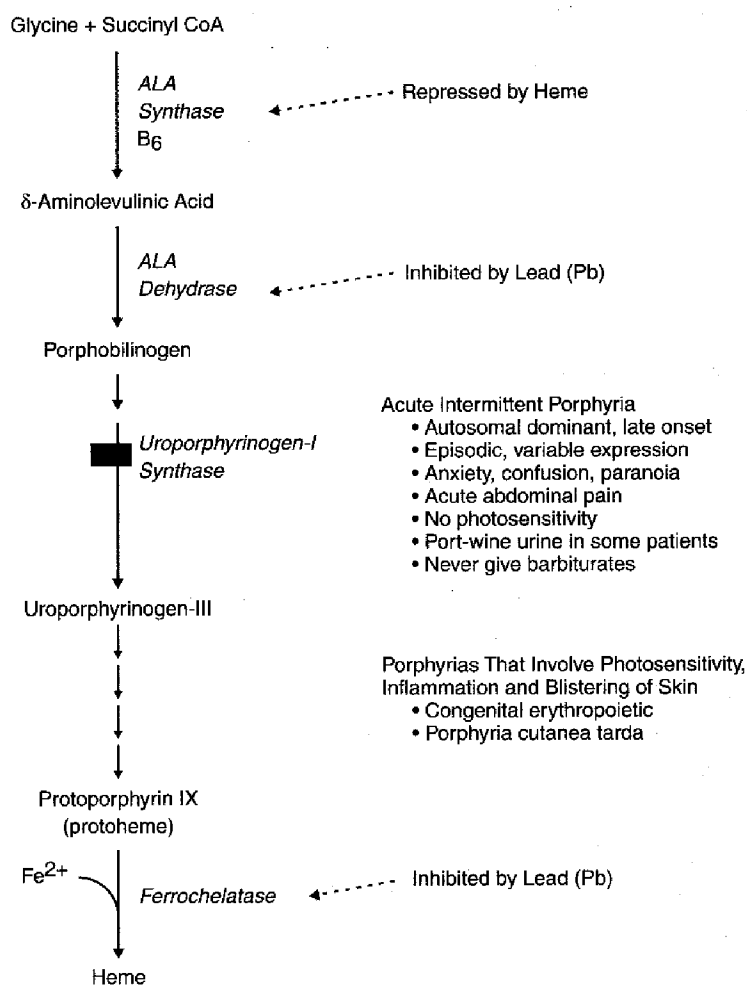 Glycine + Succinyl CoA
ALA
Synthase
B6
Repressed by Heme
δ-Aminolevulinic Acid
ALA
Dehydrase
Inhibited by Lead (Pb)
Porphobilinogen
Uroporphyrinogen-I
Synthase
Acute Intermittent Porphyria
• Autosomal dominant, late onset
• Episodic, variable expression
• Anxiety, confusion, paranoia
• Acute abdominal pain
• No photosensitivity
• Port-wine urine in some patients
• Never give barbiturates
Uroporphyrinogen-III
Porphyrias That Involve Photosensitivity,
Inflammation and Blistering of Skin
• Congenital erythropoietic
• Porphyria cutanea tarda
Protoporphyrin IX
(protoheme)
Fe2+
Ferrochelatase
Inhibited by Lead (Pb)
Heme